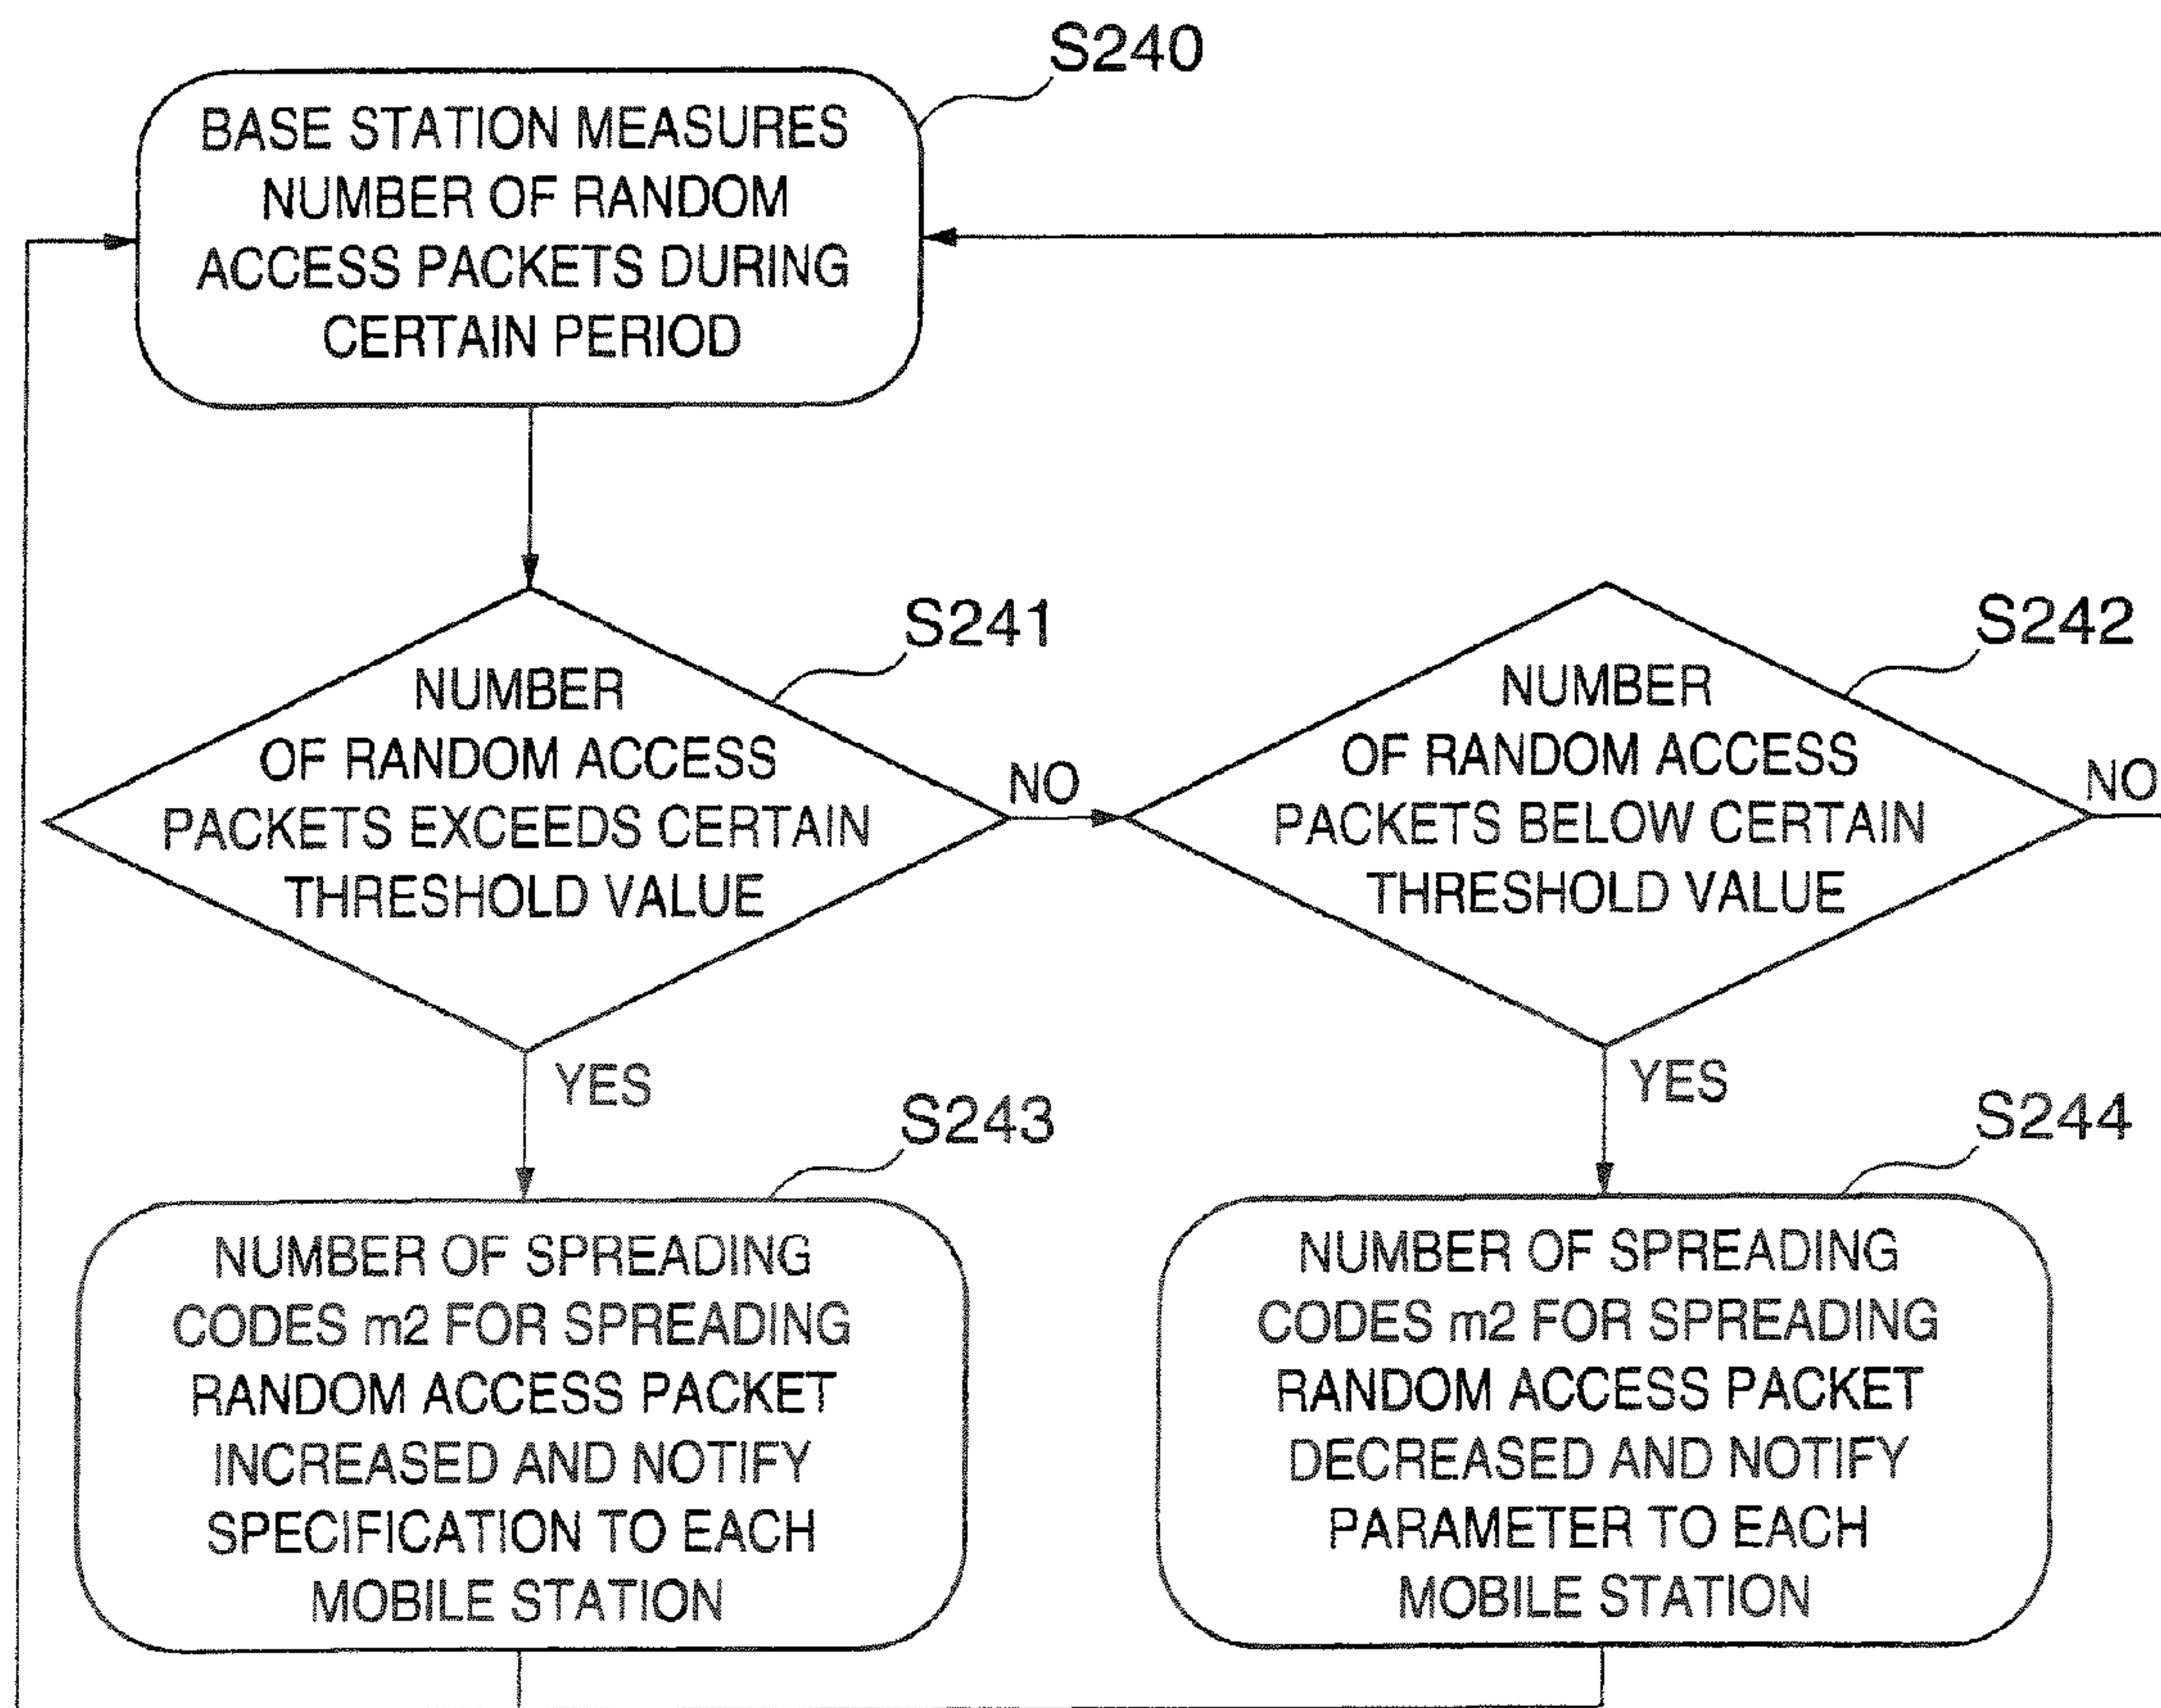 S240
BASE STATION MEASURES
NUMBER OF RANDOM
ACCESS PACKETS DURING
CERTAIN PERIOD
S241
NUMBER
OF RANDOM ACCESS
PACKETS EXCEEDS CERTAIN
THRESHOLD VALUE
NO
YES
S242
NUMBER
OF RANDOM ACCESS
PACKETS BELOW CERTAIN
THRESHOLD VALUE
NO
YES
S243
NUMBER OF SPREADING
CODES m2 FOR SPREADING
RANDOM ACCESS PACKET
INCREASED AND NOTIFY
SPECIFICATION TO EACH
MOBILE STATION
S244
NUMBER OF SPREADING
CODES m2 FOR SPREADING
RANDOM ACCESS PACKET
DECREASED AND NOTIFY
PARAMETER TO EACH
MOBILE STATION